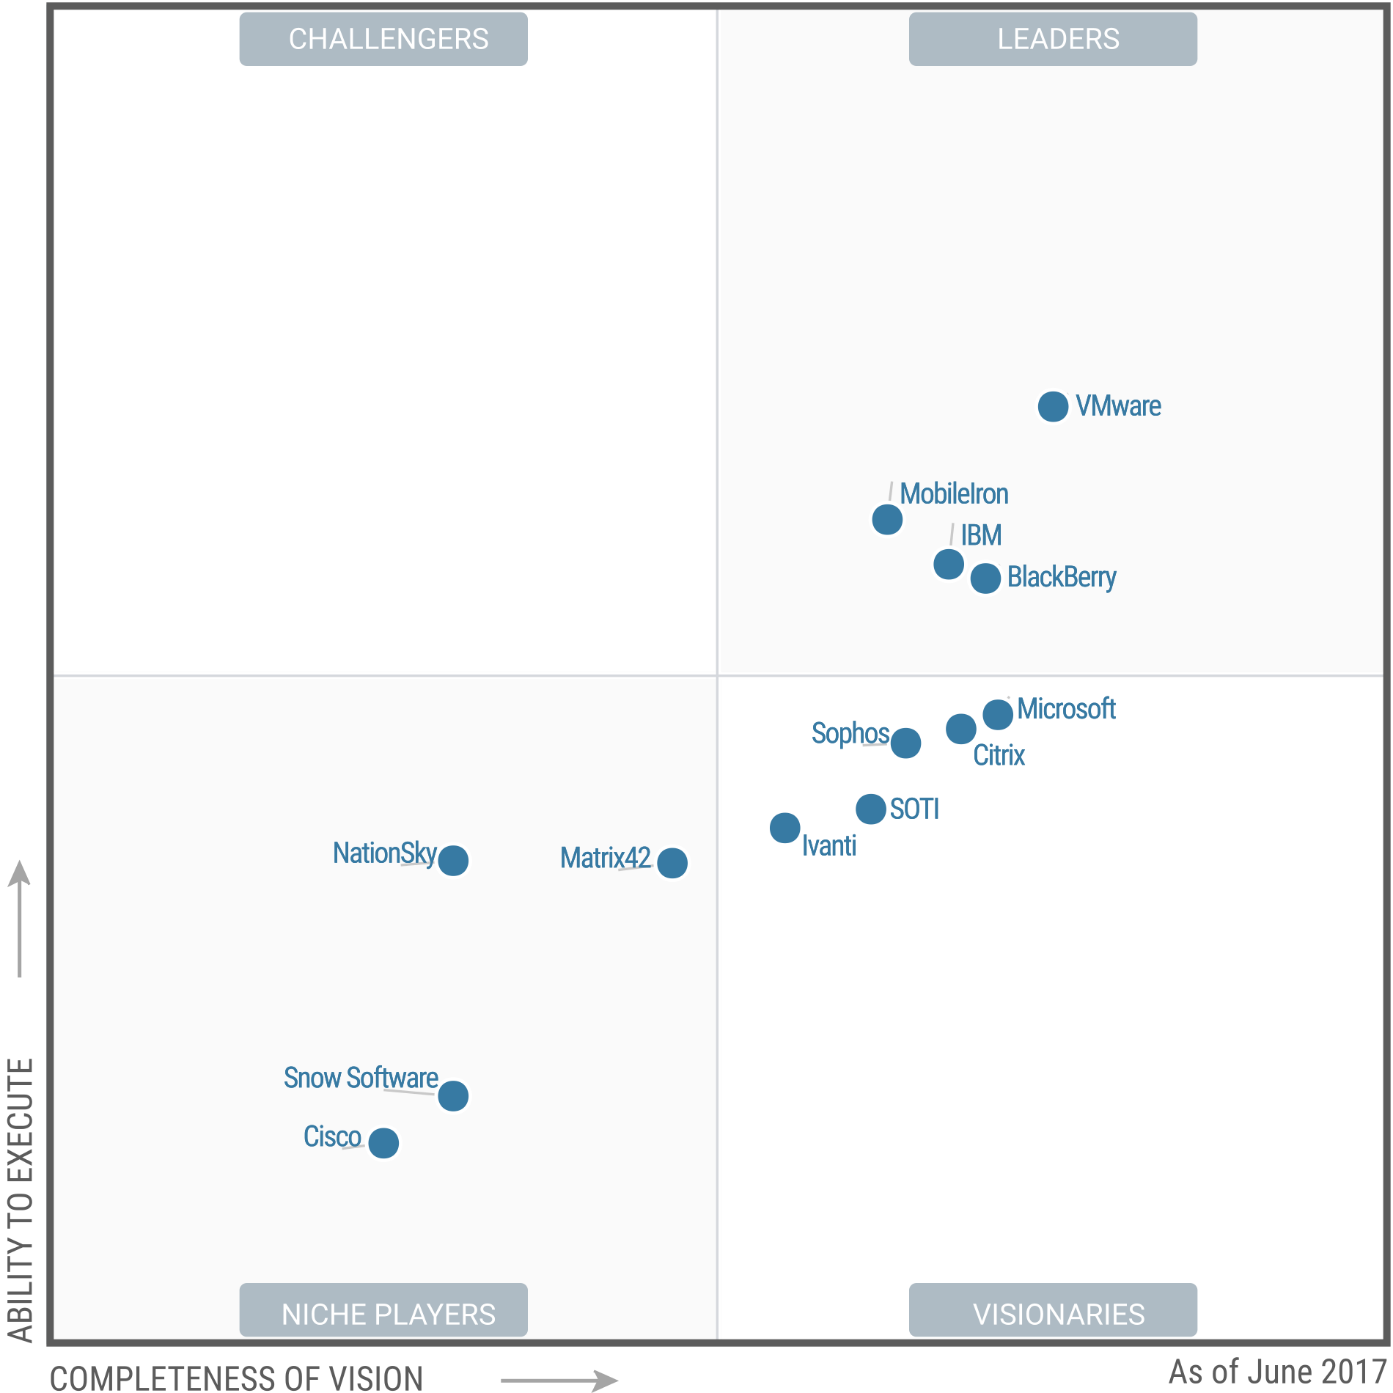 CHALLENGERS
LEADERS
VMware
MobileIron
IBM
BlackBerry
Microsoft
Sophos
Citrix
SOTI
Ivanti
NationSky
Matrix42
Snow Software
Cisco
NICHE PLAYERS
VISIONARIES
ABILITY TO EXECUTE
COMPLETENESS OF VISION
As of June 2017